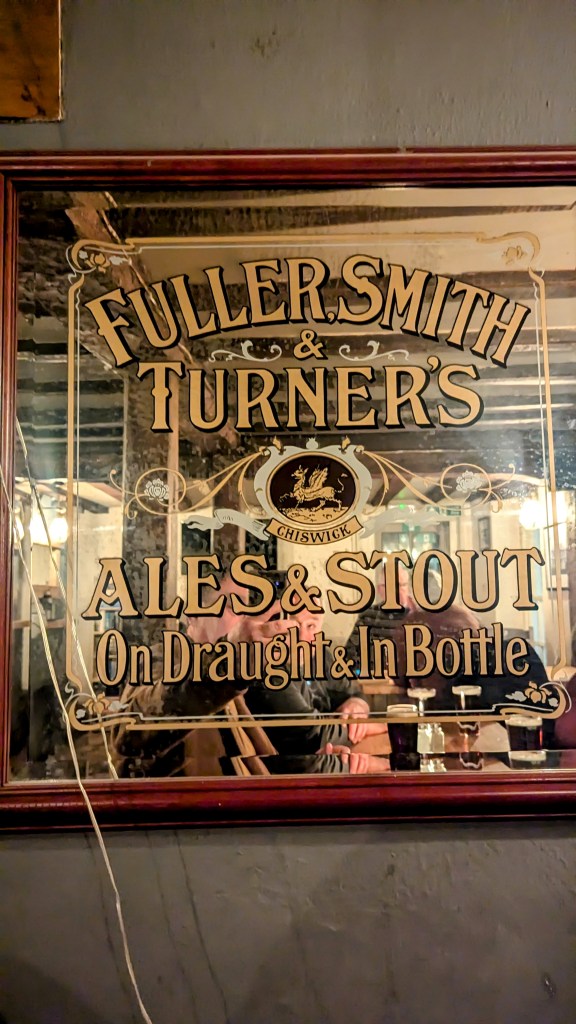 FULLER, SMITH
&
TURNER'S
CHISWICK
ALES & STOUT
On Draught & In Bottle